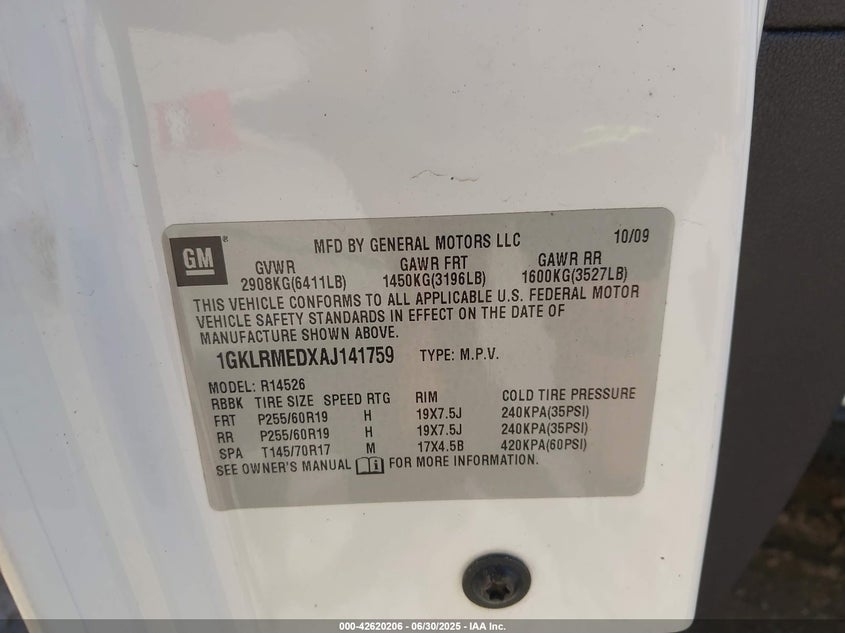 GM®
MFD BY GENERAL MOTORS LLC 10/09
GVWR GAWR FRT GAWR RR
2908KG(6411LB) 1450KG(3196LB) 1600KG(3527LB)
THIS VEHICLE CONFORMS TO ALL APPLICABLE U.S. FEDERAL MOTOR
VEHICLE SAFETY STANDARDS IN EFFECT ON THE DATE OF
MANUFACTURE SHOWN ABOVE.
1GKLRMEDXAJ141759 TYPE: M.P.V.
MODEL: R14526
RBBK TIRE SIZE SPEED RTG RIM COLD TIRE PRESSURE
FRT P255/60R19 H 19X7.5J 240KPA(35PSI)
RR P255/60R19 H 19X7.5J 240KPA(35PSI)
SPA T145/70R17 M 17X4.5B 420KPA(60PSI)
SEE OWNER'S MANUAL i FOR MORE INFORMATION.
000-42620206 - 06/30/2025 - IAA Inc.